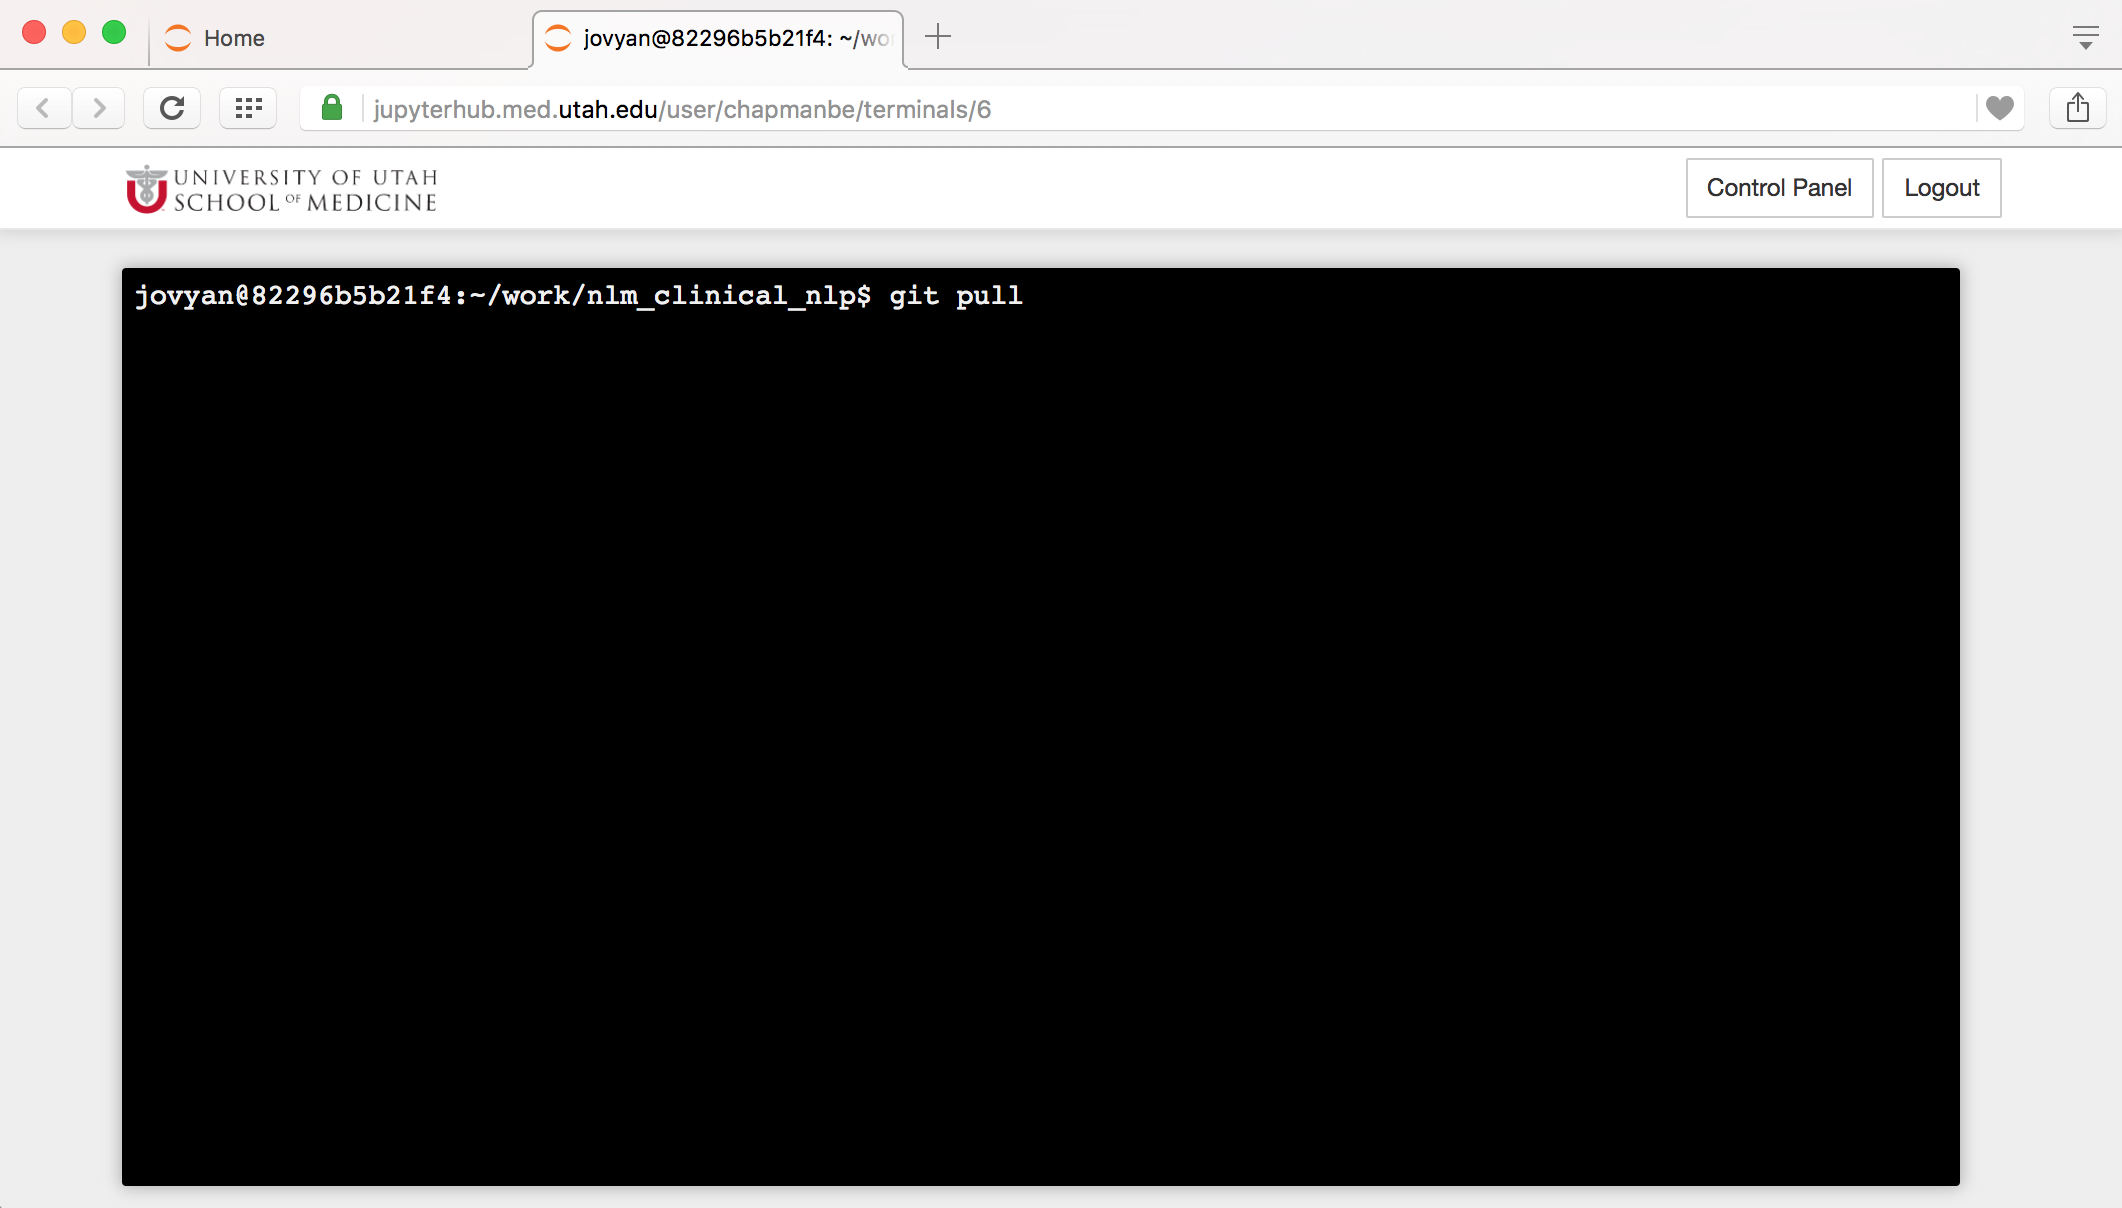 Home
jovyan@82296b5b21f4: ~/wo
jupyterhub.med.utah.edu/user/chapmanbe/terminals/6
UNIVERSITY OF UTAH
SCHOOL OF MEDICINE
Control Panel
Logout
jovyan@82296b5b21f4:~/work/nlm_clinical_nlp$ git pull